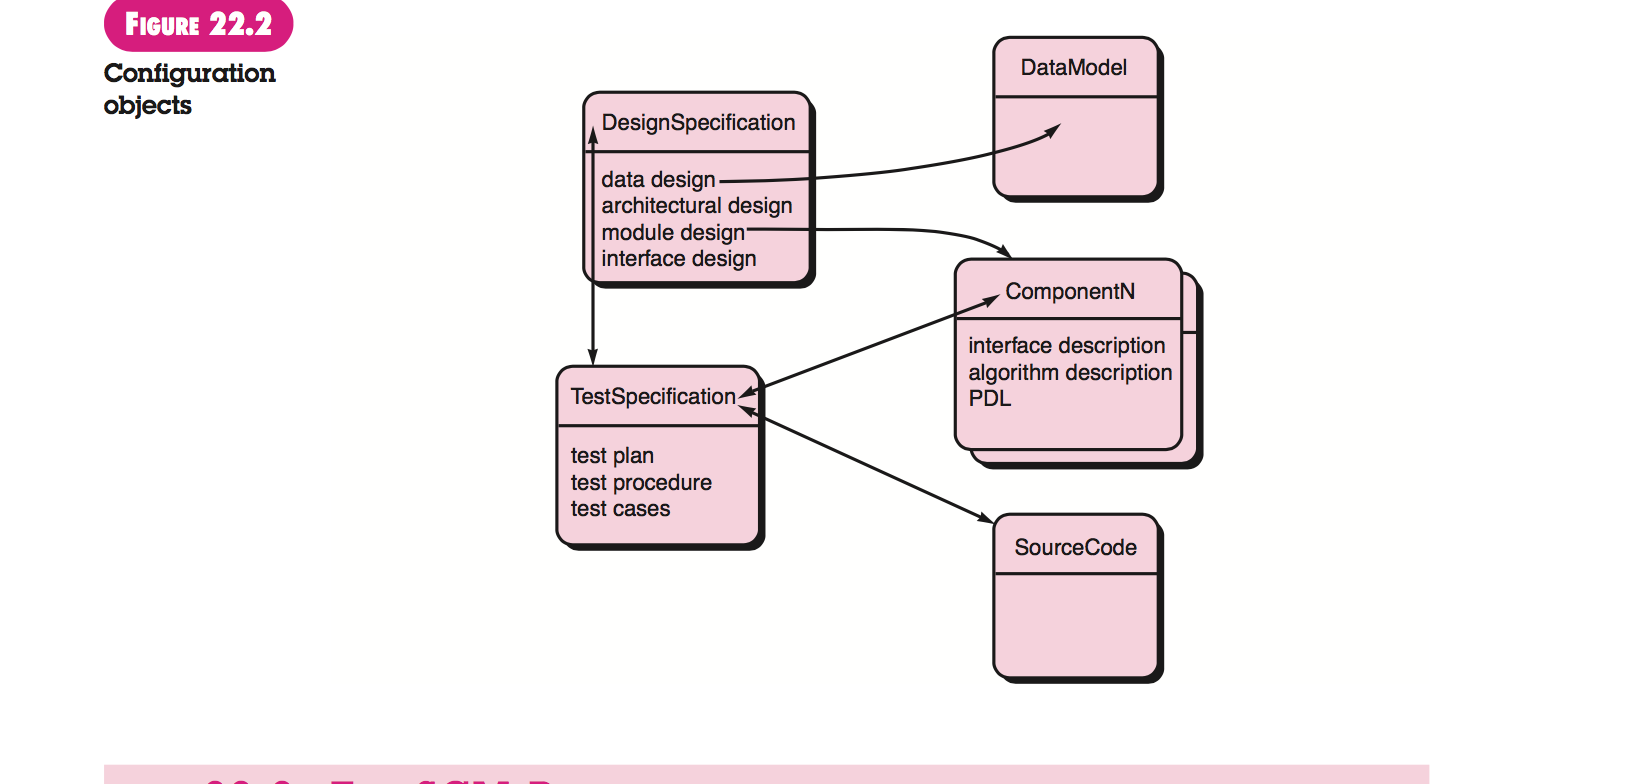 FIGURE 22.2
Configuration
objects
DataModel
DesignSpecification
data design
architectural design
module design
interface design
ComponentN
interface description
algorithm description
PDL
TestSpecification
test plan
test procedure
test cases
SourceCode